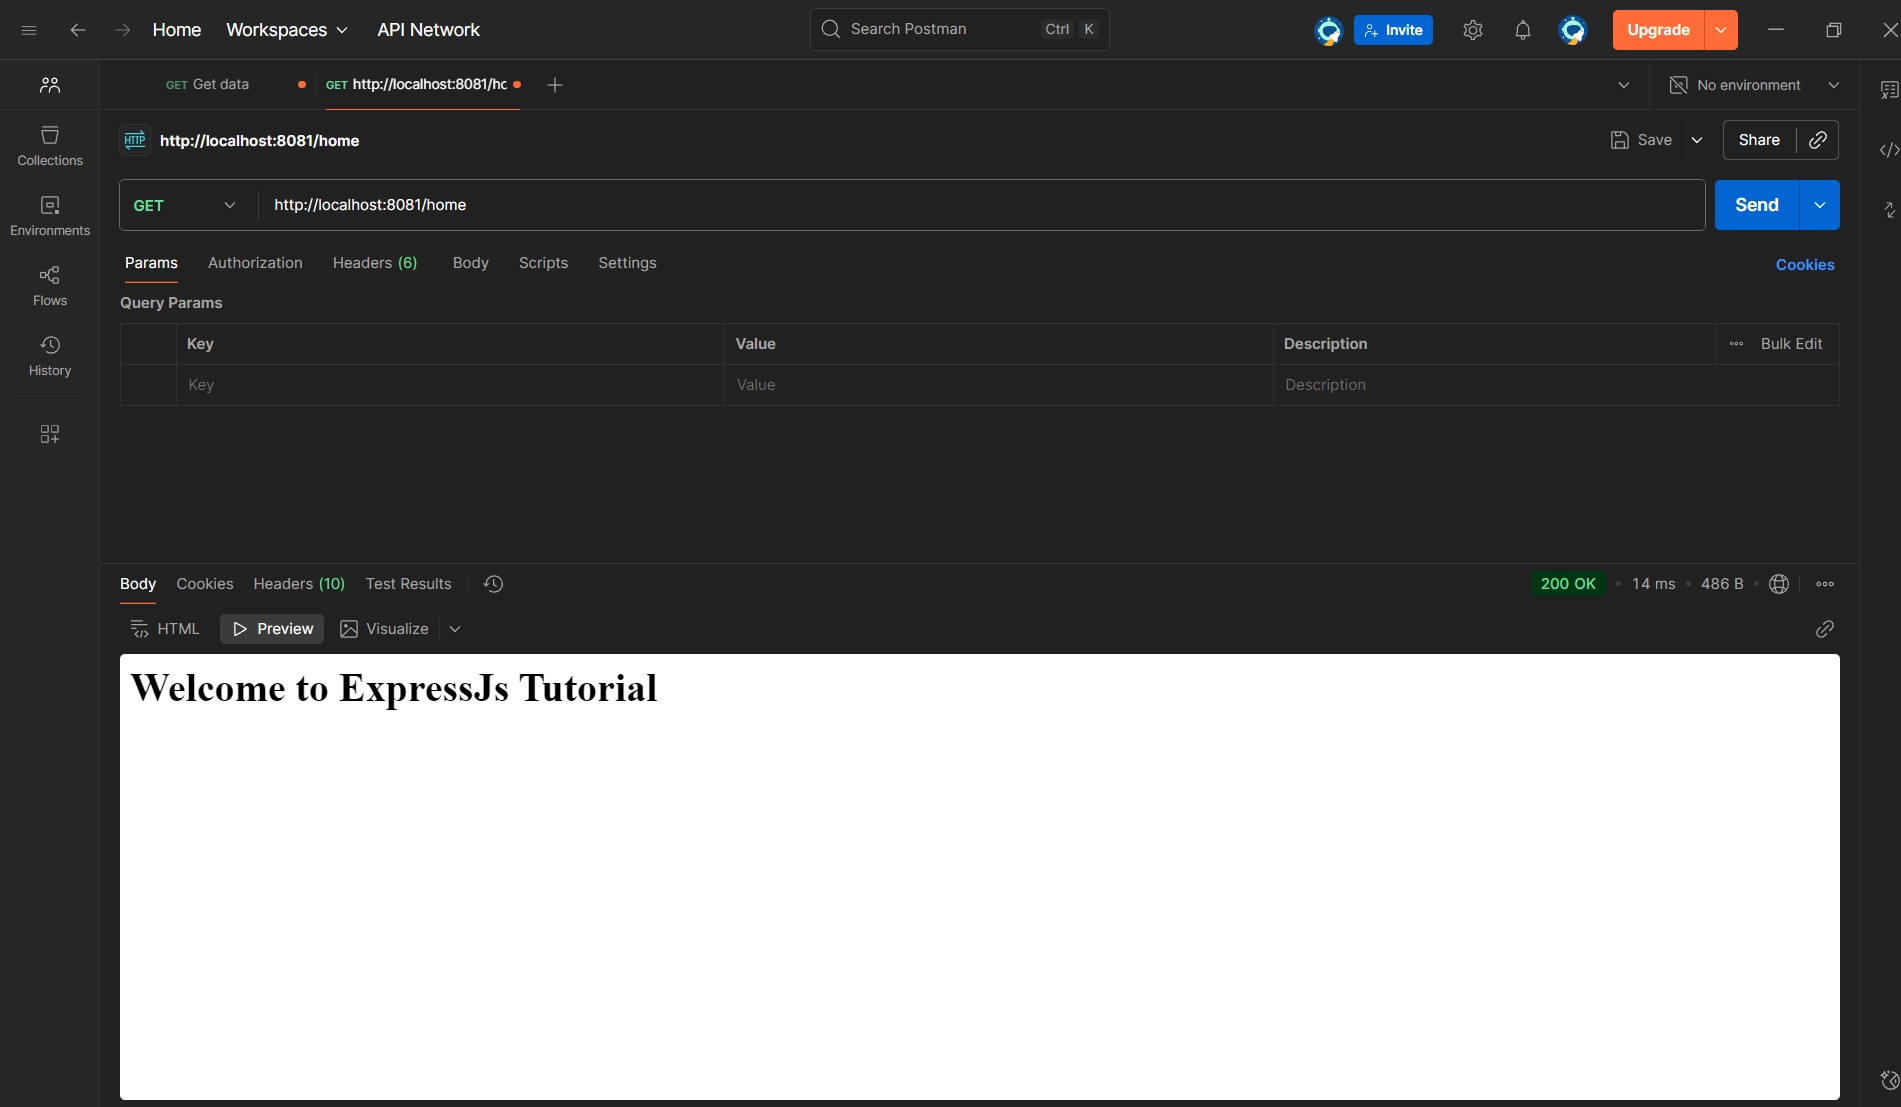 Home Workspaces API Network Search Postman Ctrl K Invite Upgrade
GET Get data GET http://localhost:8081/hc No environment
HTTP http://localhost:8081/home Save Share
GET http://localhost:8081/home Send
Collections
Environments
Flows
History
Params Authorization Headers (6) Body Scripts Settings Cookies
Query Params
Key Value Description Bulk Edit
Key Value Description
Body Cookies Headers (10) Test Results 200 OK • 14 ms • 486 B •
HTML Preview Visualize
Welcome to ExpressJs Tutorial